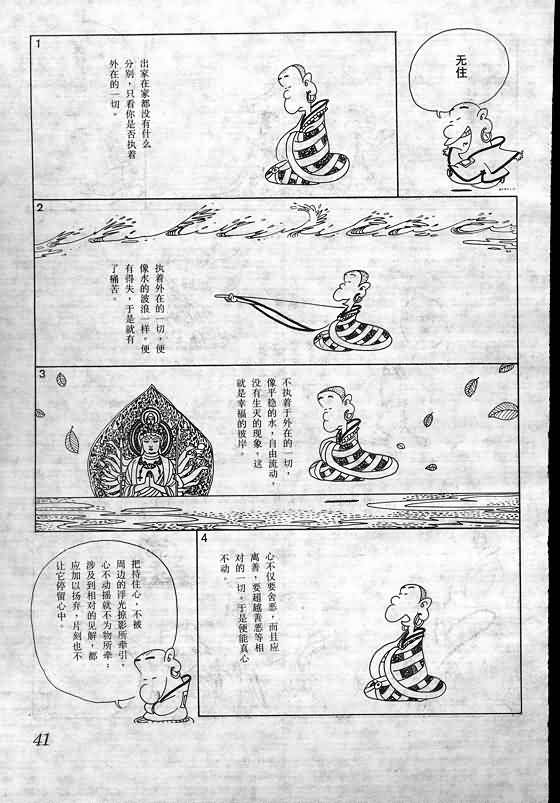 无
住
1
出家在家都没有什么
分别，只看你是否执着
外在的一切。
2
执着外在的一切，便
像水的波浪一样。便
有得失，于是就有
了痛苦。
3
不执着于外在的一切，
像平稳的水，自由流动，
没有生灭的现象，这
就是幸福的彼岸。
4
心不仅要舍恶，而且应
离善，要超越善恶等相
对的一切。于是便能真心
不动。
把持住心，不被
周边的浮光掠影所牵引，
心不动摇就不为物所牵；
涉及到相对的见解，都
应加以扬弃，片刻也不
让它停留心中。
41